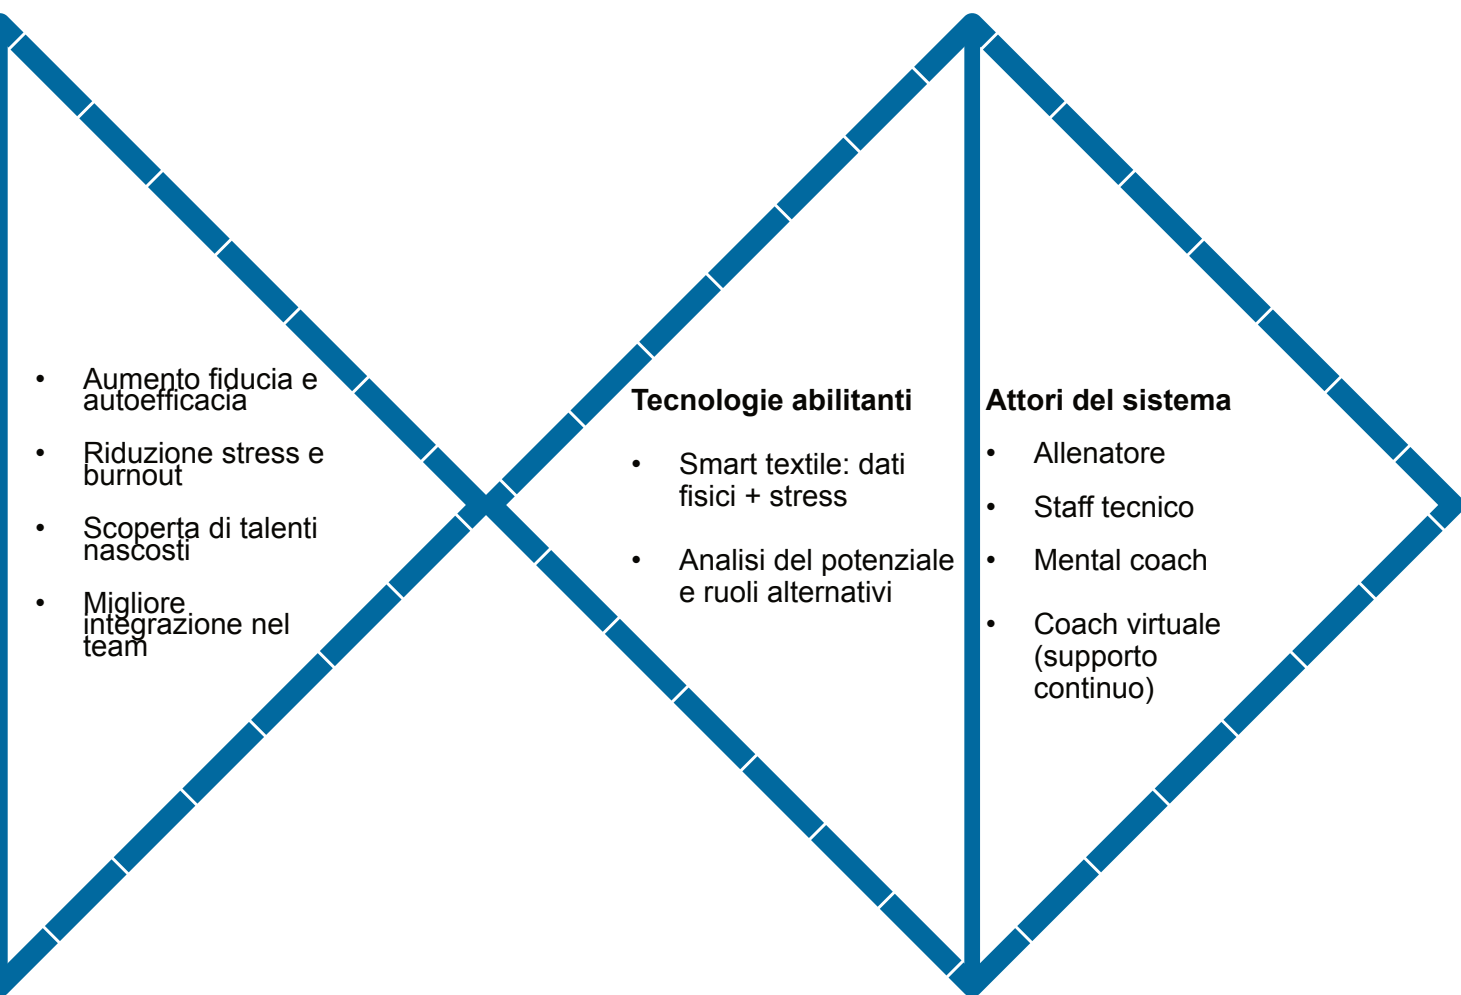 • Aumento fiducia e
autoefficacia
• Riduzione stress e
burnout
• Scoperta di talenti
nascosti
• Migliore
integrazione nel
team
Tecnologie abilitanti
• Smart textile: dati
fisici + stress
• Analisi del potenziale
e ruoli alternativi
Attori del sistema
• Allenatore
• Staff tecnico
• Mental coach
• Coach virtuale
(supporto
continuo)